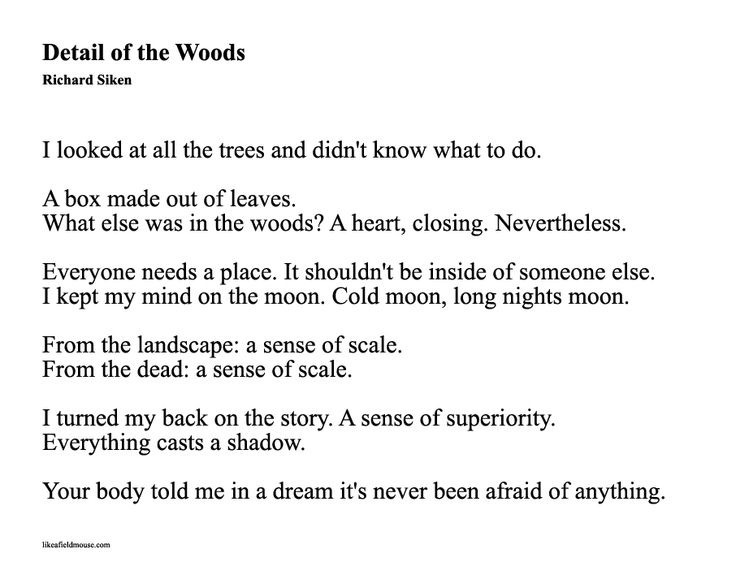 Detail of the Woods
Richard Siken
I looked at all the trees and didn't know what to do.
A box made out of leaves.
What else was in the woods? A heart, closing. Nevertheless.
Everyone needs a place. It shouldn't be inside of someone else.
I kept my mind on the moon. Cold moon, long nights moon.
From the landscape: a sense of scale.
From the dead: a sense of scale.
I turned my back on the story. A sense of superiority.
Everything casts a shadow.
Your body told me in a dream it's never been afraid of anything.
likeafieldmouse.com